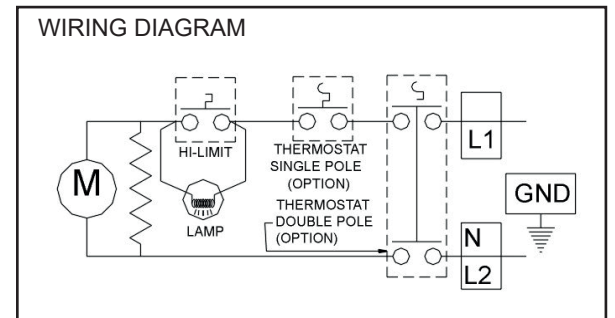 WIRING DIAGRAM
HI-LIMIT
THERMOSTAT
SINGLE POLE
(OPTION)
L1
M
LAMP
THERMOSTAT
DOUBLE POLE
(OPTION)
GND
N
L2